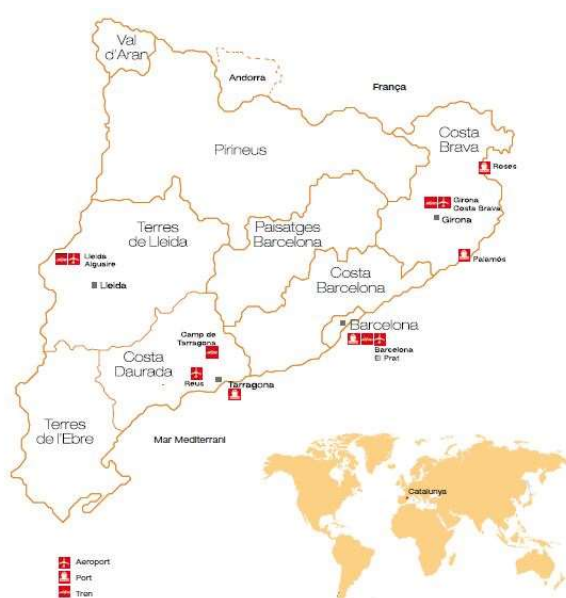 Val
d'Aran
Andorra
França
Costa
Brava
Pirineus
Roses
Girona
Costa Brava
Girona
Terres
de Lleida
Paisatges
Barcelona
Palamós
Lleida
Alguaire
Lleida
Costa
Barcelona
Barcelona
Barcelona
El Prat
Camp de
Tarragona
Costa
Daurada
Reus
Tarragona
Terres
de l'Ebre
Mar Mediterrani
Catalunya
Aeroport
Port
Tren